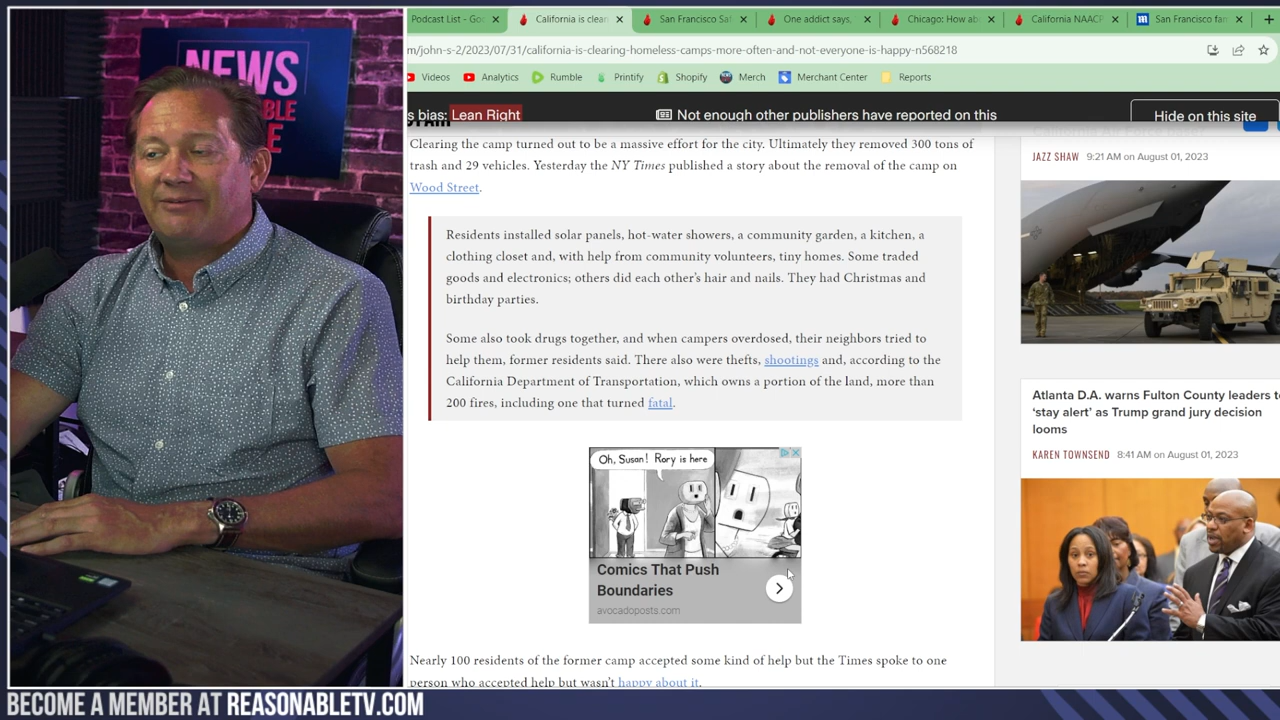 NEWS
Podcast List - Goo
California is clean
San Francisco Saf
One addict says,
Chicago: How ab
California NAACP
San Francisco fan
m/john-s-2/2023/07/31/california-is-clearing-homeless-camps-more-often-and-not-everyone-is-happy-n568218
Videos
Analytics
Rumble
Printify
Shopify
Merch
Merchant Center
Reports
s bias: Lean Right
Not enough other publishers have reported on this
Hide on this site
Clearing the camp turned out to be a massive effort for the city. Ultimately they removed 300 tons of
trash and 29 vehicles. Yesterday the NY Times published a story about the removal of the camp on
Wood Street.
Residents installed solar panels, hot-water showers, a community garden, a kitchen, a
clothing closet and, with help from community volunteers, tiny homes. Some traded
goods and electronics; others did each other's hair and nails. They had Christmas and
birthday parties.
Some also took drugs together, and when campers overdosed, their neighbors tried to
help them, former residents said. There also were thefts, shootings and, according to the
California Department of Transportation, which owns a portion of the land, more than
200 fires, including one that turned fatal.
Oh, Susan! Rory is here
Comics That Push
Boundaries
avocadoposts.com
Nearly 100 residents of the former camp accepted some kind of help but the Times spoke to one
person who accepted help but wasn't happy about it.
JAZZ SHAW 9:21 AM on August 01, 2023
Atlanta D.A. warns Fulton County leaders to
'stay alert' as Trump grand jury decision
looms
KAREN TOWNSEND 8:41 AM on August 01, 2023
BECOME A MEMBER AT REASONABLETV.COM